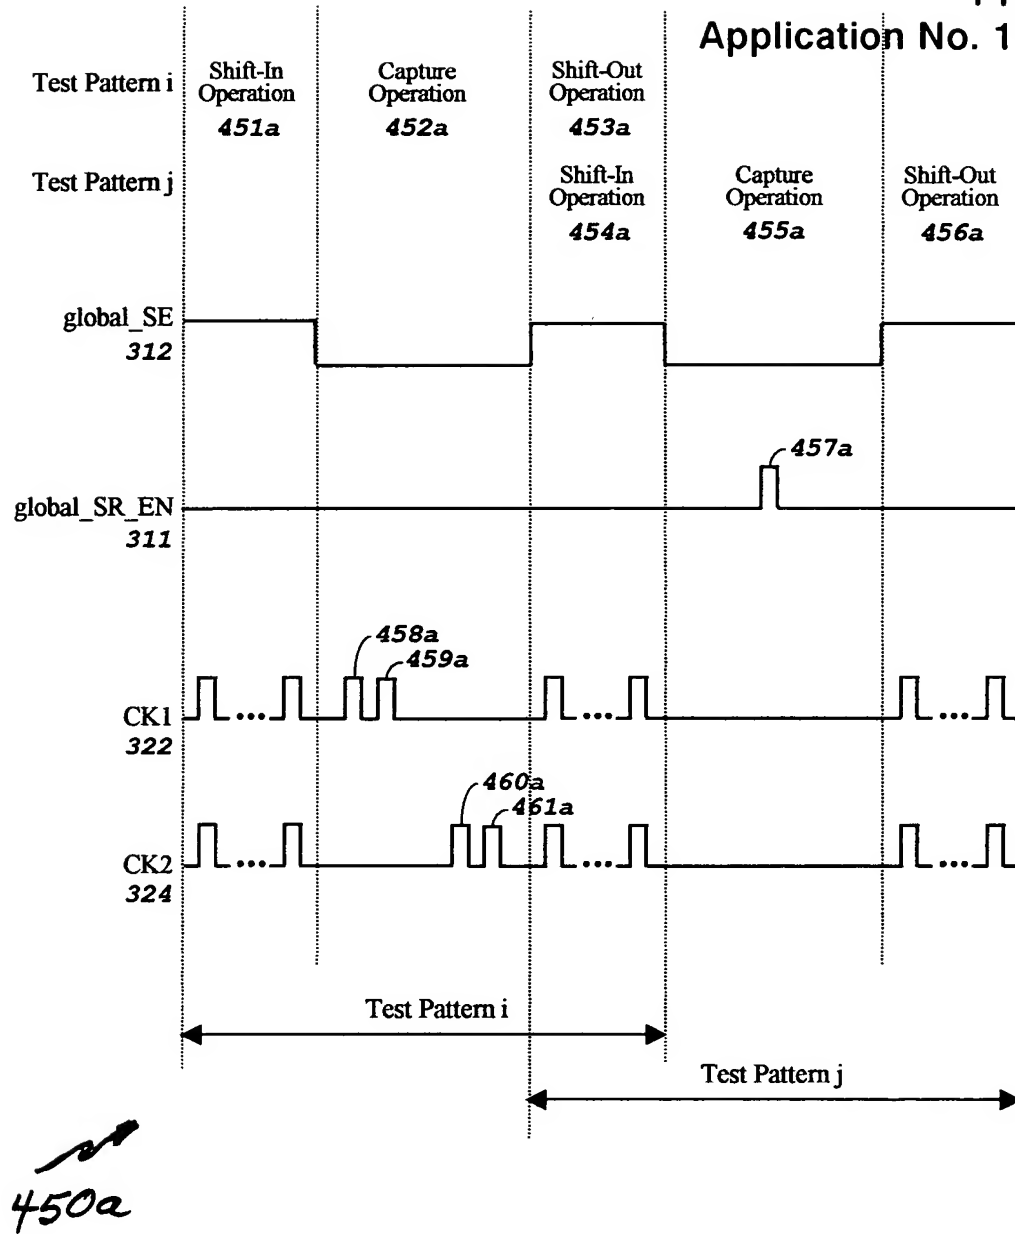 Application No. 1
Test Pattern i
Shift-In
Operation
451a
Capture
Operation
452a
Shift-Out
Operation
453a
Test Pattern j
Shift-In
Operation
454a
Capture
Operation
455a
Shift-Out
Operation
456a
global_SE
312
457a
global_SR_EN
311
458a
459a
CK1
322
460a
461a
CK2
324
Test Pattern i
Test Pattern j
450a